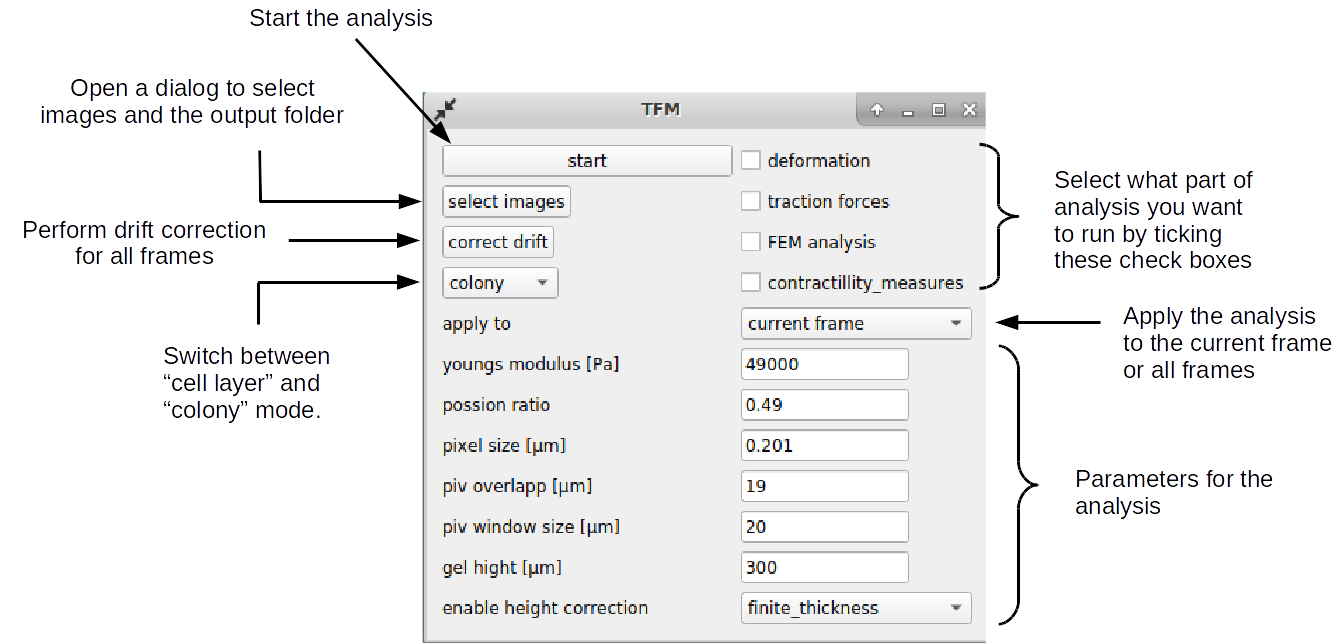 Start the analysis
Open a dialog to select
images and the output folder
Perform drift correction
for all frames
Switch between
“cell layer” and
“colony” mode.
TFM
start
deformation
select images
traction forces
correct drift
FEM analysis
colony
contractillity_measures
apply to
current frame
youngs modulus [Pa]
49000
possion ratio
0.49
pixel size [µm]
0.201
piv overlapp [µm]
19
piv window size [µm]
20
gel hight [µm]
300
enable height correction
finite_thickness
Select what part of
analysis you want
to run by ticking
these check boxes
Apply the analysis
to the current frame
or all frames
Parameters for the
analysis